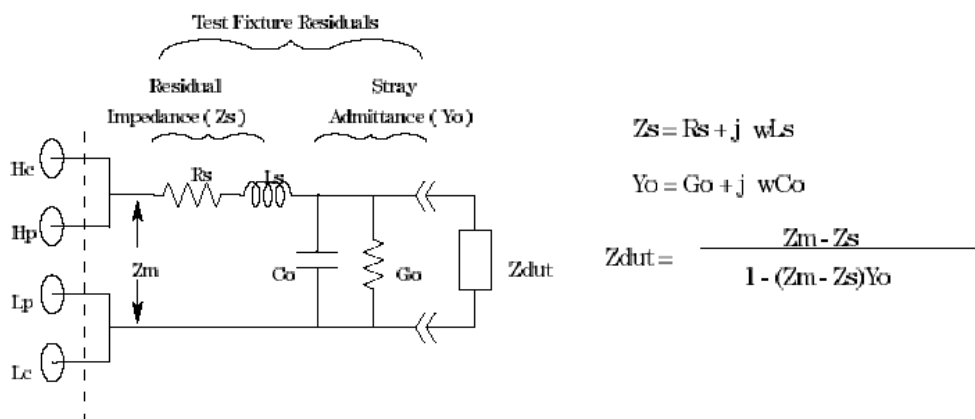 Test Fixture Residuals
Residual
Impedance ( Zs )
Stray
Admittance ( Yo )
Hc
Hp
Lp
Lc
Rs
Ls
Zm
Co
Go
Zdut
Zs = Rs + j wLs
Yo = Go + j wCo
Zdut =
Zm - Zs
1 - (Zm - Zs)Yo